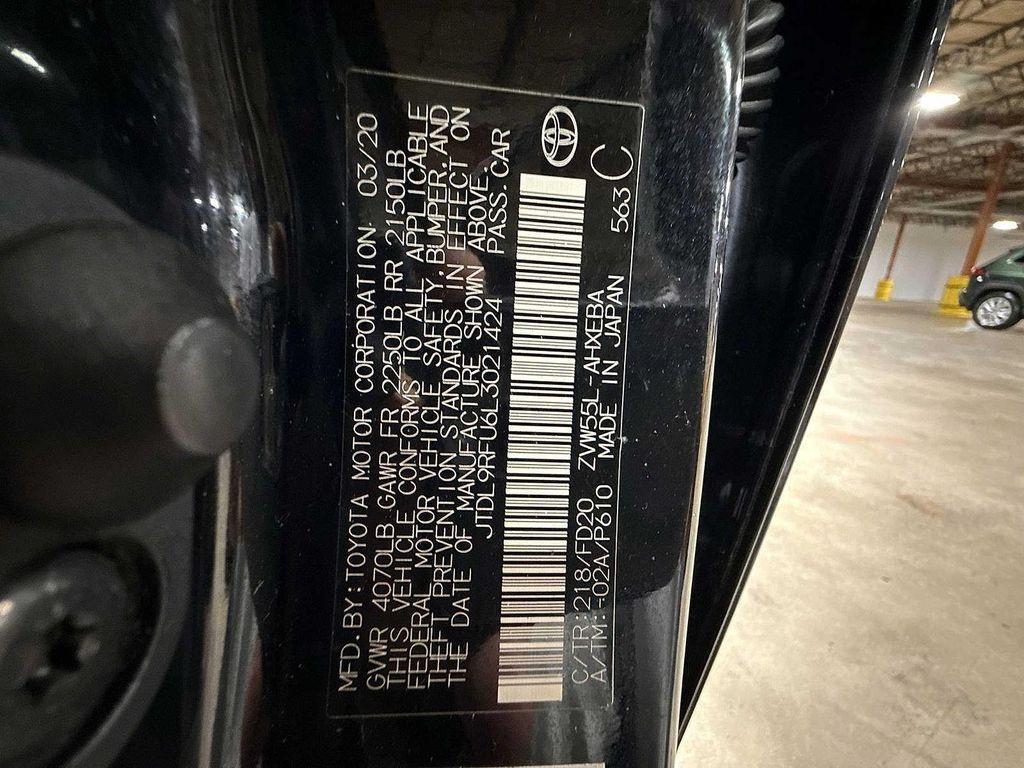 MFD.BY:TOYOTA MOTOR CORPORATION 03/20
GVWR 4070LB GAWR FR 2250LB RR 2150LB
THIS VEHICLE CONFORMS TO ALL APPLICABLE
FEDERAL MOTOR VEHICLE SAFETY,BUMPER,AND
THEFT PREVENTION STANDARDS IN EFFECT ON
THE DATE OF MANUFACTURE SHOWN ABOVE.
JTDL9RFU6L3021424 PASS.CAR
C/TR:218/FD20 ZVW55L-AHXEBA 563 C
A/TM:-02A/P610 MADE IN JAPAN